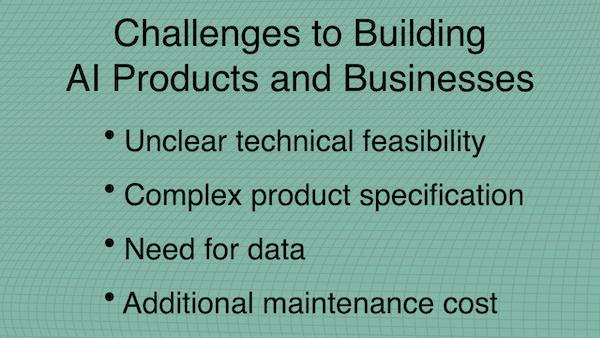 Challenges to Building
AI Products and Businesses
• Unclear technical feasibility
• Complex product specification
• Need for data
• Additional maintenance cost